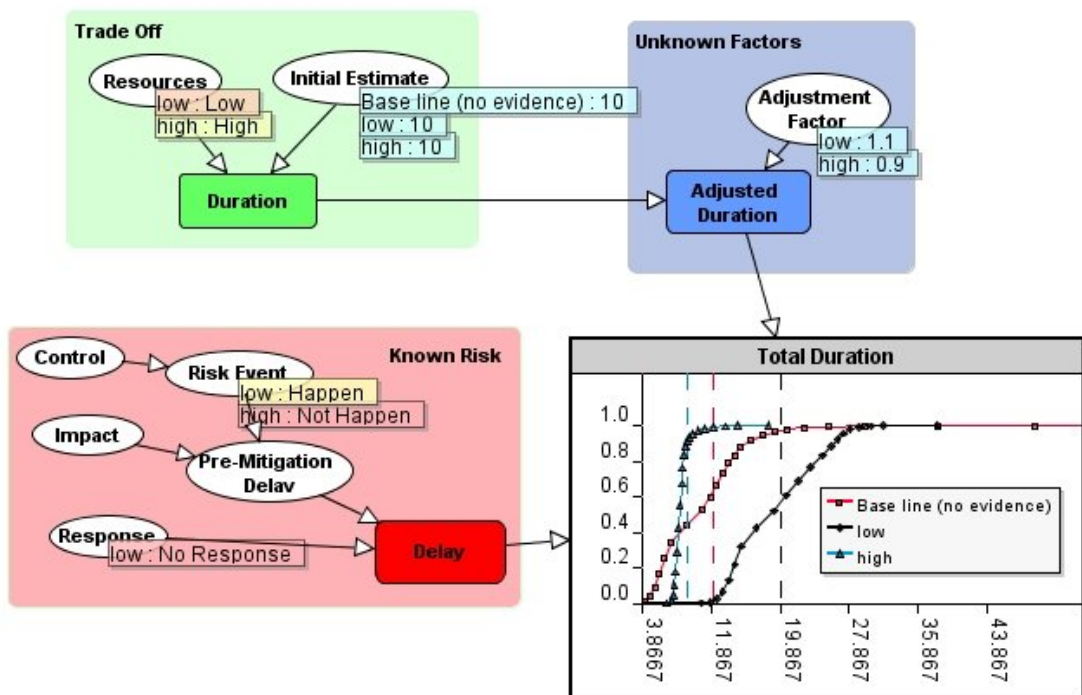 Trade Off
Resources
low : Low
high : High
Initial Estimate
Base line (no evidence) : 10
low : 10
high : 10
Duration
Unknown Factors
Adjustment
Factor
low : 1.1
high : 0.9
Adjusted
Duration
Known Risk
Control
Risk Event
low : Happen
high : Not Happen
Impact
Pre-Mitigation
Delay
Response
low : No Response
Delay
Total Duration
1.0
0.8
0.6
0.4
0.2
0.0
Base line (no evidence)
low
high
3.8667
11.867
19.867
27.867
35.867
43.867